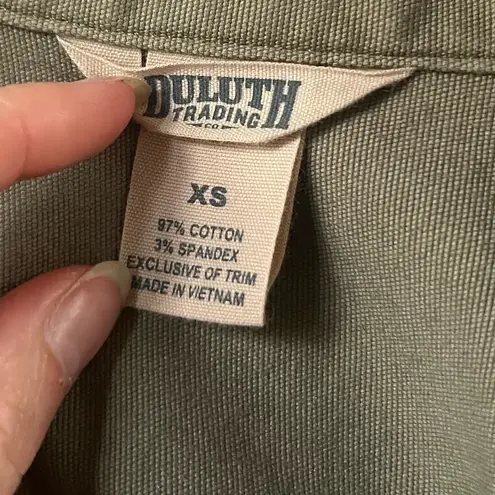 DULUTH
TRADING
CO
XS
97% COTTON
3% SPANDEX
EXCLUSIVE OF TRIM
MADE IN VIETNAM